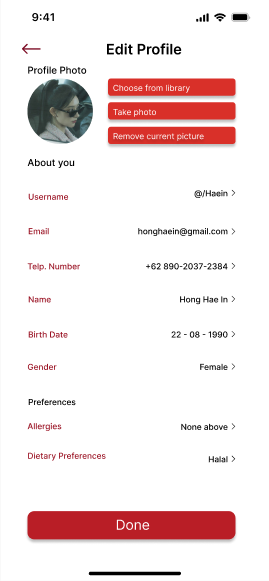 9:41
Edit Profile
Profile Photo
Choose from library
Take photo
Remove current picture
About you
Username @/Haein
Email honghaein@gmail.com
Telp. Number +62 890-2037-2384
Name Hong Hae In
Birth Date 22 - 08 - 1990
Gender Female
Preferences
Allergies None above
Dietary Preferences Halal
Done